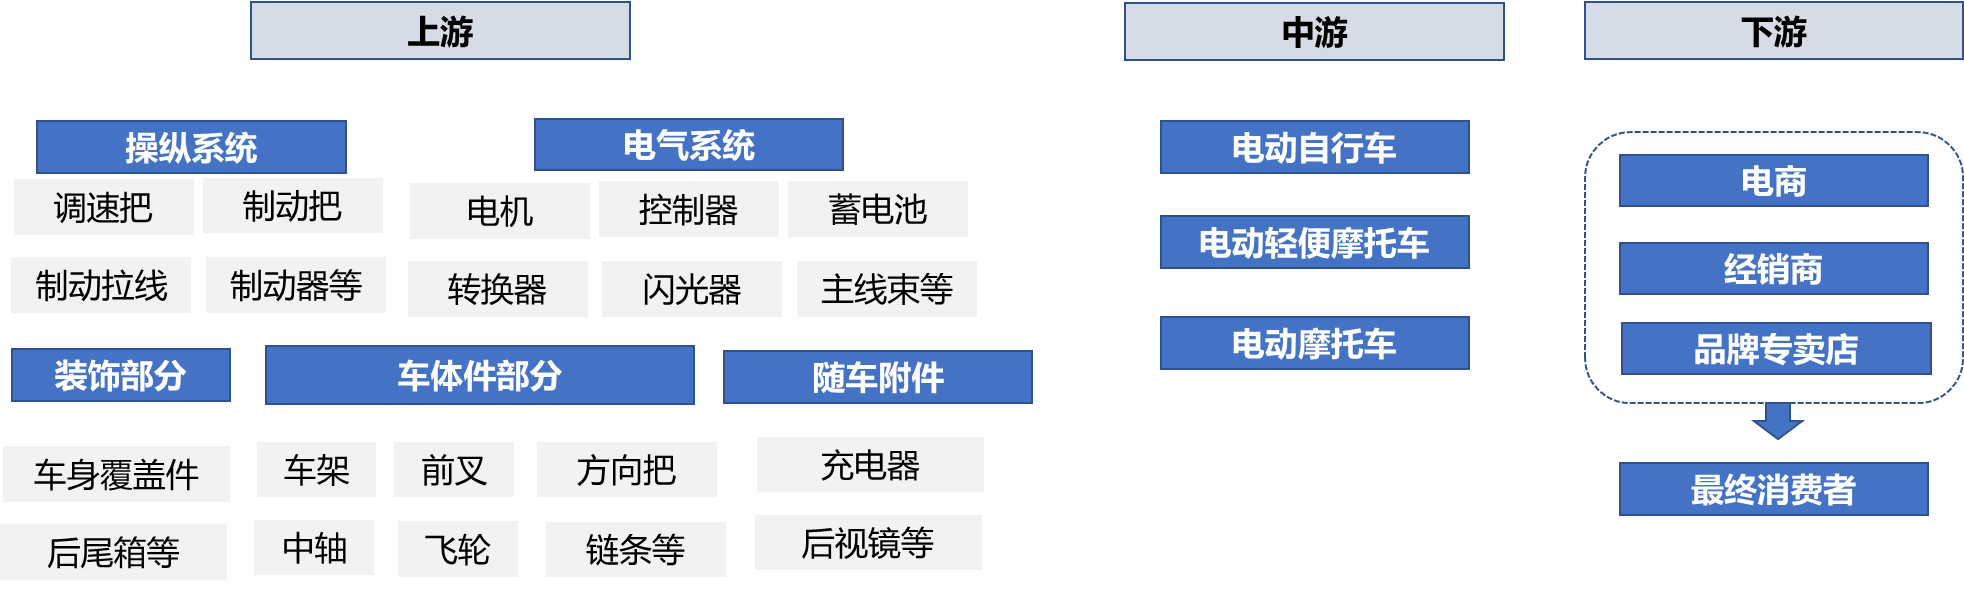 上游
中游
下游
操纵系统
电气系统
调速把
制动把
制动拉线
制动器等
电机
控制器
蓄电池
转换器
闪光器
主线束等
装饰部分
车体件部分
随车附件
车身覆盖件
后尾箱等
车架
前叉
方向把
中轴
飞轮
链条等
充电器
后视镜等
电动自行车
电动轻便摩托车
电动摩托车
电商
经销商
品牌专卖店
最终消费者